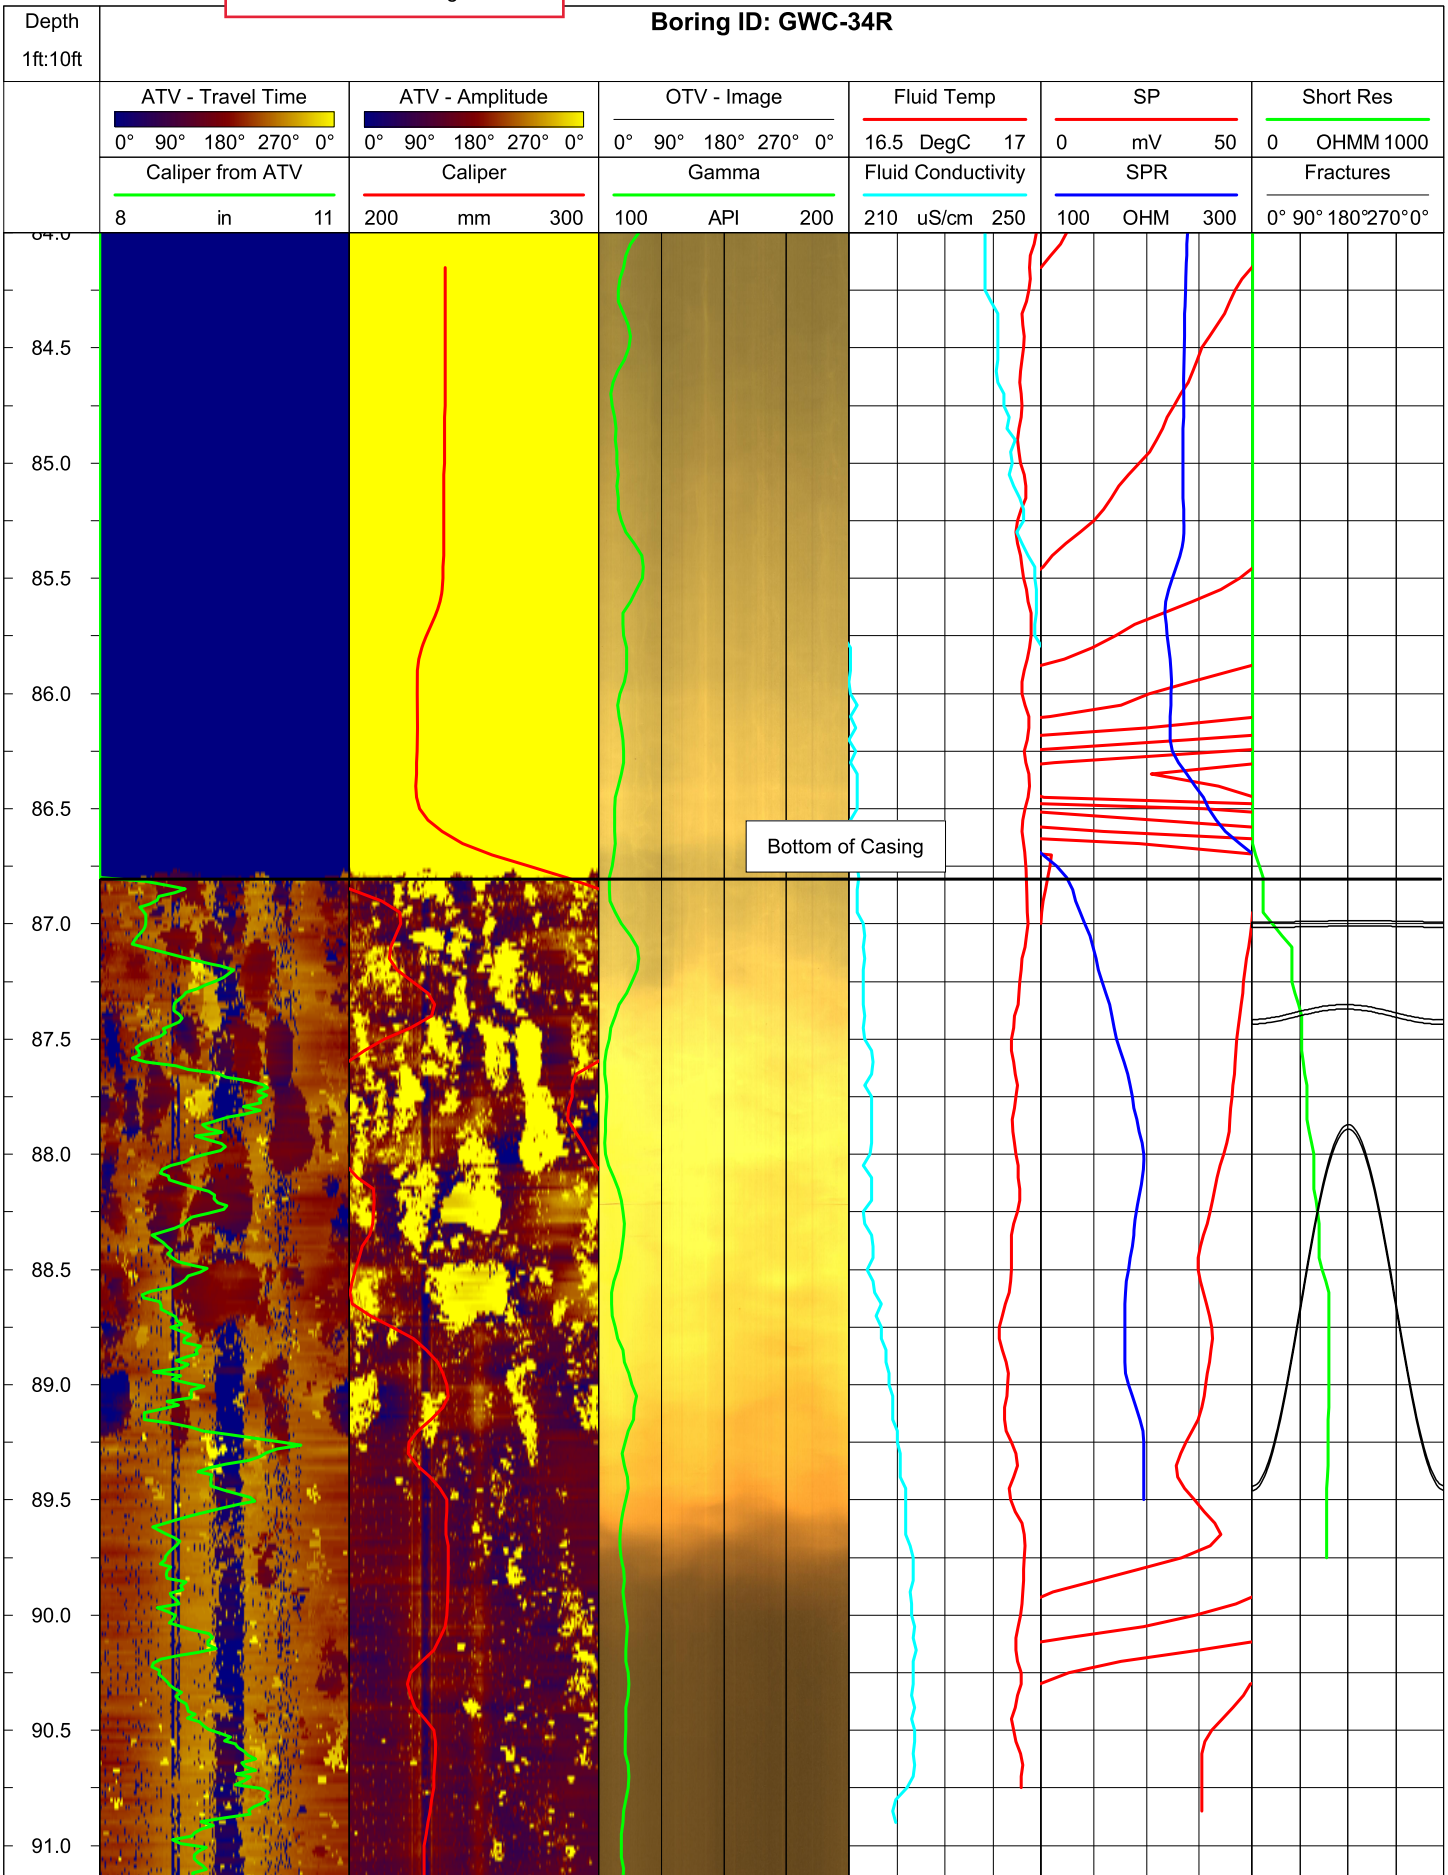 Depth
1ft:10ft
Boring ID: GWC-34R
ATV - Travel Time
0° 90° 180° 270° 0°
ATV - Amplitude
0° 90° 180° 270° 0°
OTV - Image
0° 90° 180° 270° 0°
Fluid Temp
16.5 DegC 17
SP
0 mV 50
Short Res
0 OHMM 1000
Caliper from ATV
8 in 11
Caliper
200 mm 300
Gamma
100 API 200
Fluid Conductivity
210 uS/cm 250
SPR
100 OHM 300
Fractures
0° 90° 180° 270° 0°
84.0
84.5
85.0
85.5
86.0
86.5
Bottom of Casing
87.0
87.5
88.0
88.5
89.0
89.5
90.0
90.5
91.0